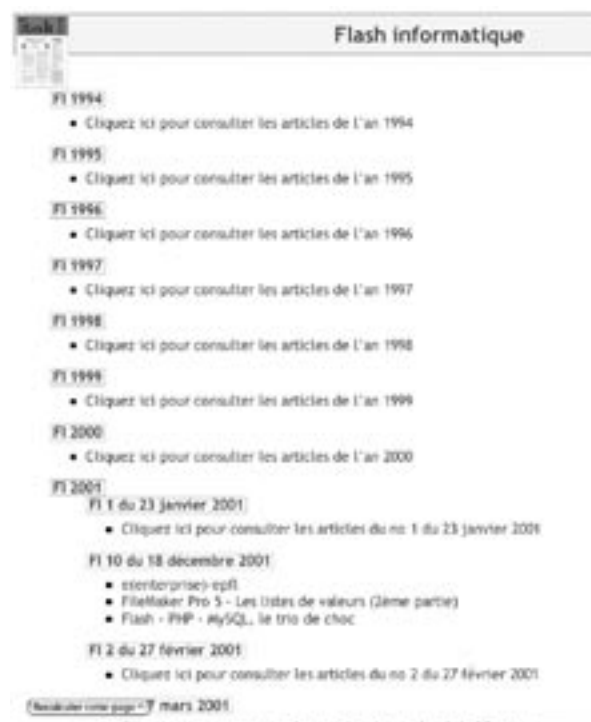 Flash informatique
FI 1994
Cliquez ici pour consulter les articles de l'an 1994
FI 1995
Cliquez ici pour consulter les articles de l'an 1995
FI 1996
Cliquez ici pour consulter les articles de l'an 1996
FI 1997
Cliquez ici pour consulter les articles de l'an 1997
FI 1998
Cliquez ici pour consulter les articles de l'an 1998
FI 1999
Cliquez ici pour consulter les articles de l'an 1999
FI 2000
Cliquez ici pour consulter les articles de l'an 2000
FI 2001
FI 1 du 23 janvier 2001
Cliquez ici pour consulter les articles du no 1 du 23 janvier 2001
FI 10 du 18 décembre 2001
e(enterprise)-epfl
FileMaker Pro 5 - Les listes de valeurs (2ème partie)
Flash - PHP - MySQL, le trio de choc
FI 2 du 27 février 2001
Cliquez ici pour consulter les articles du no 2 du 27 février 2001
cette page 7 mars 2001